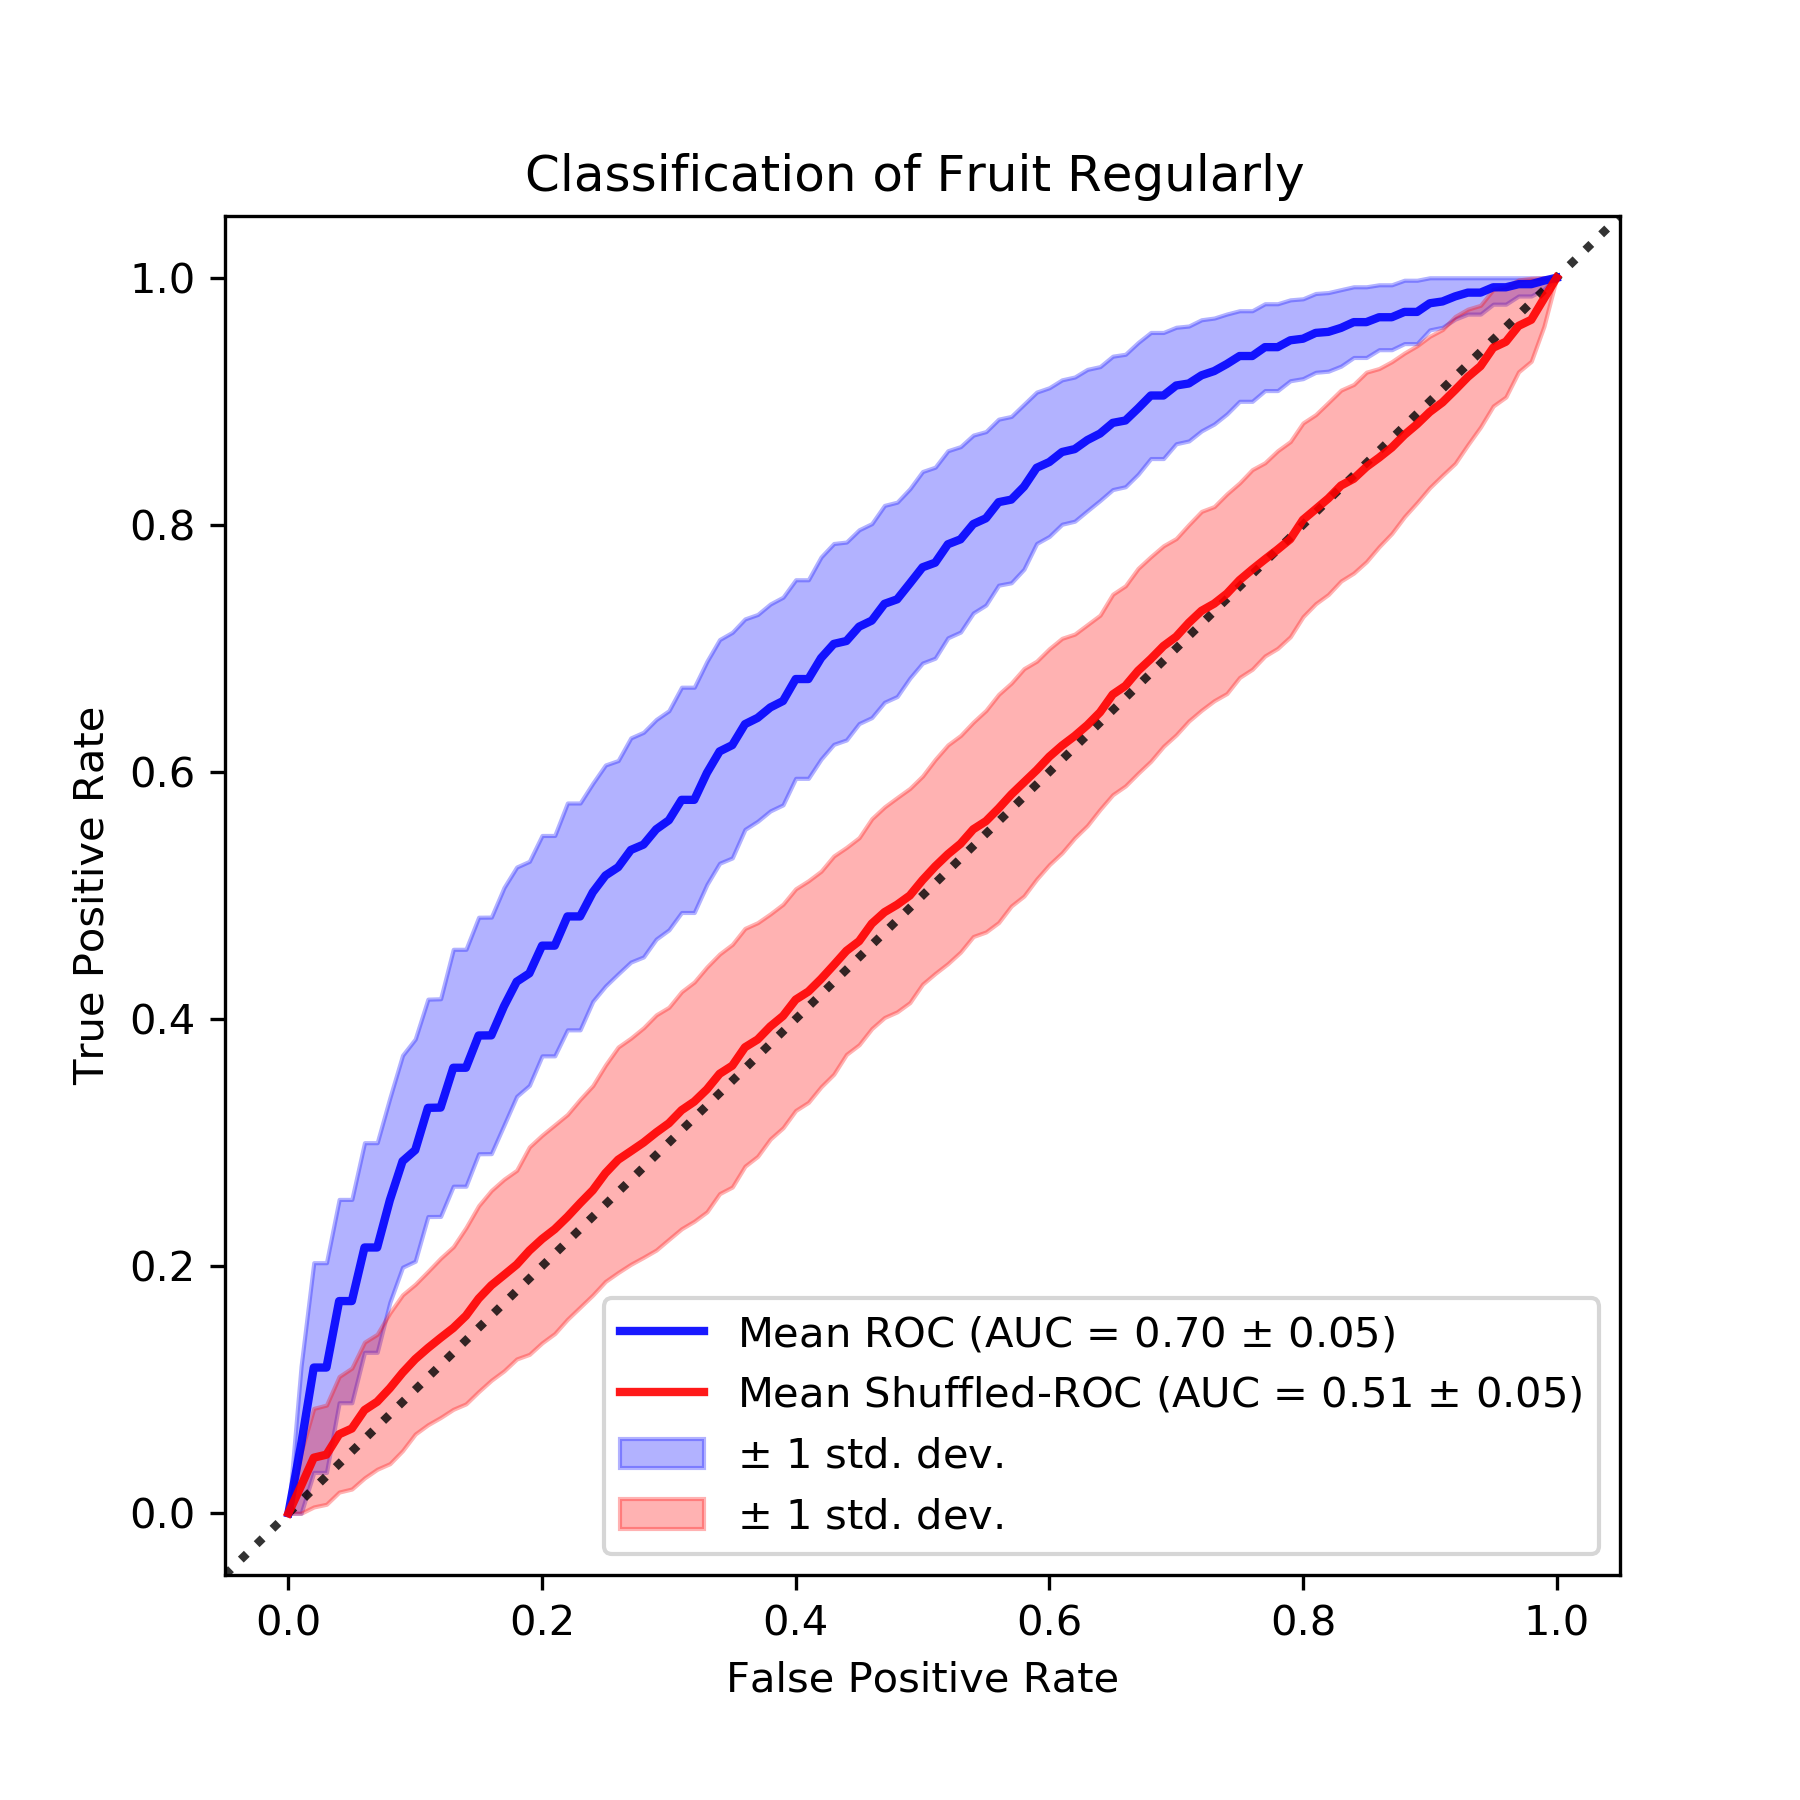 Classification of Fruit Regularly
True Positive Rate
1.0
0.8
0.6
0.4
0.2
0.0
Mean ROC (AUC = 0.70 ± 0.05)
Mean Shuffled-ROC (AUC = 0.51 ± 0.05)
± 1 std. dev.
± 1 std. dev.
0.0 0.2 0.4 0.6 0.8 1.0
False Positive Rate